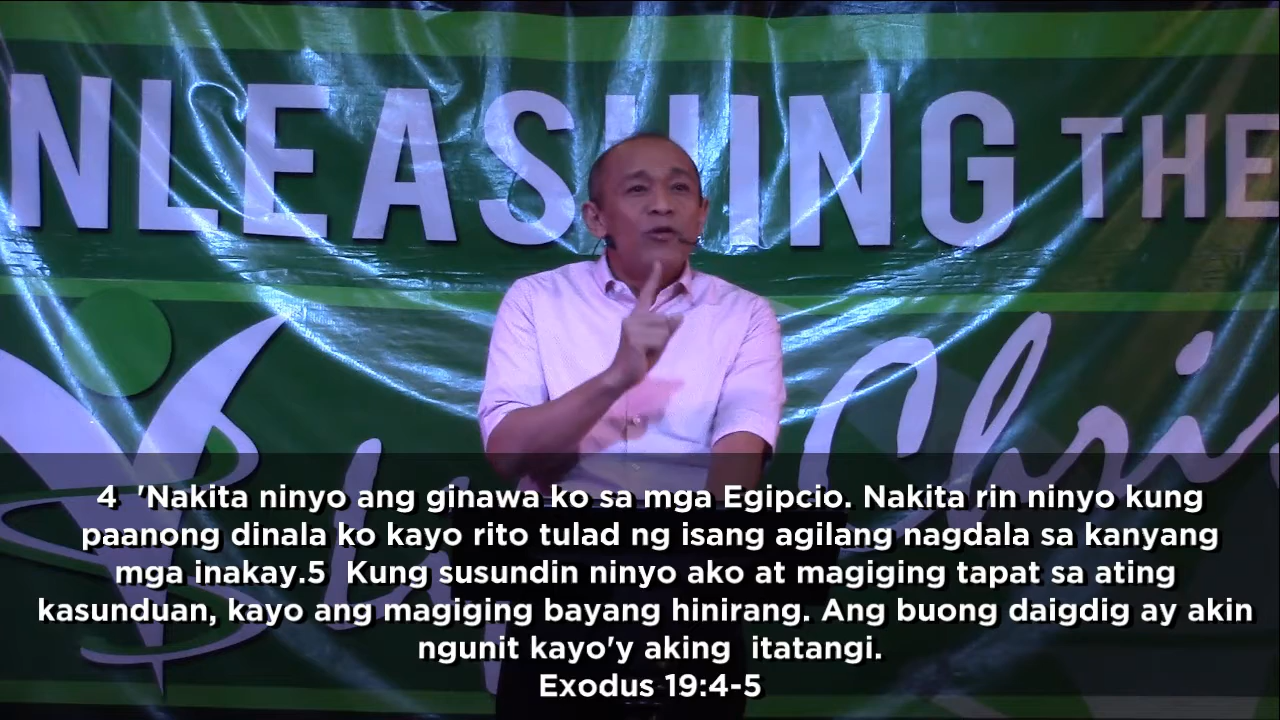 NLEASHING THE
4 'Nakita ninyo ang ginawa ko sa mga Egipcio. Nakita rin ninyo kung
paanong dinala ko kayo rito tulad ng isang agilang nagdala sa kanyang
mga inakay.5 Kung susundin ninyo ako at magiging tapat sa ating
kasunduan, kayo ang magiging bayang hinirang. Ang buong daigdig ay akin
ngunit kayo'y aking itatangi.
Exodus 19:4-5